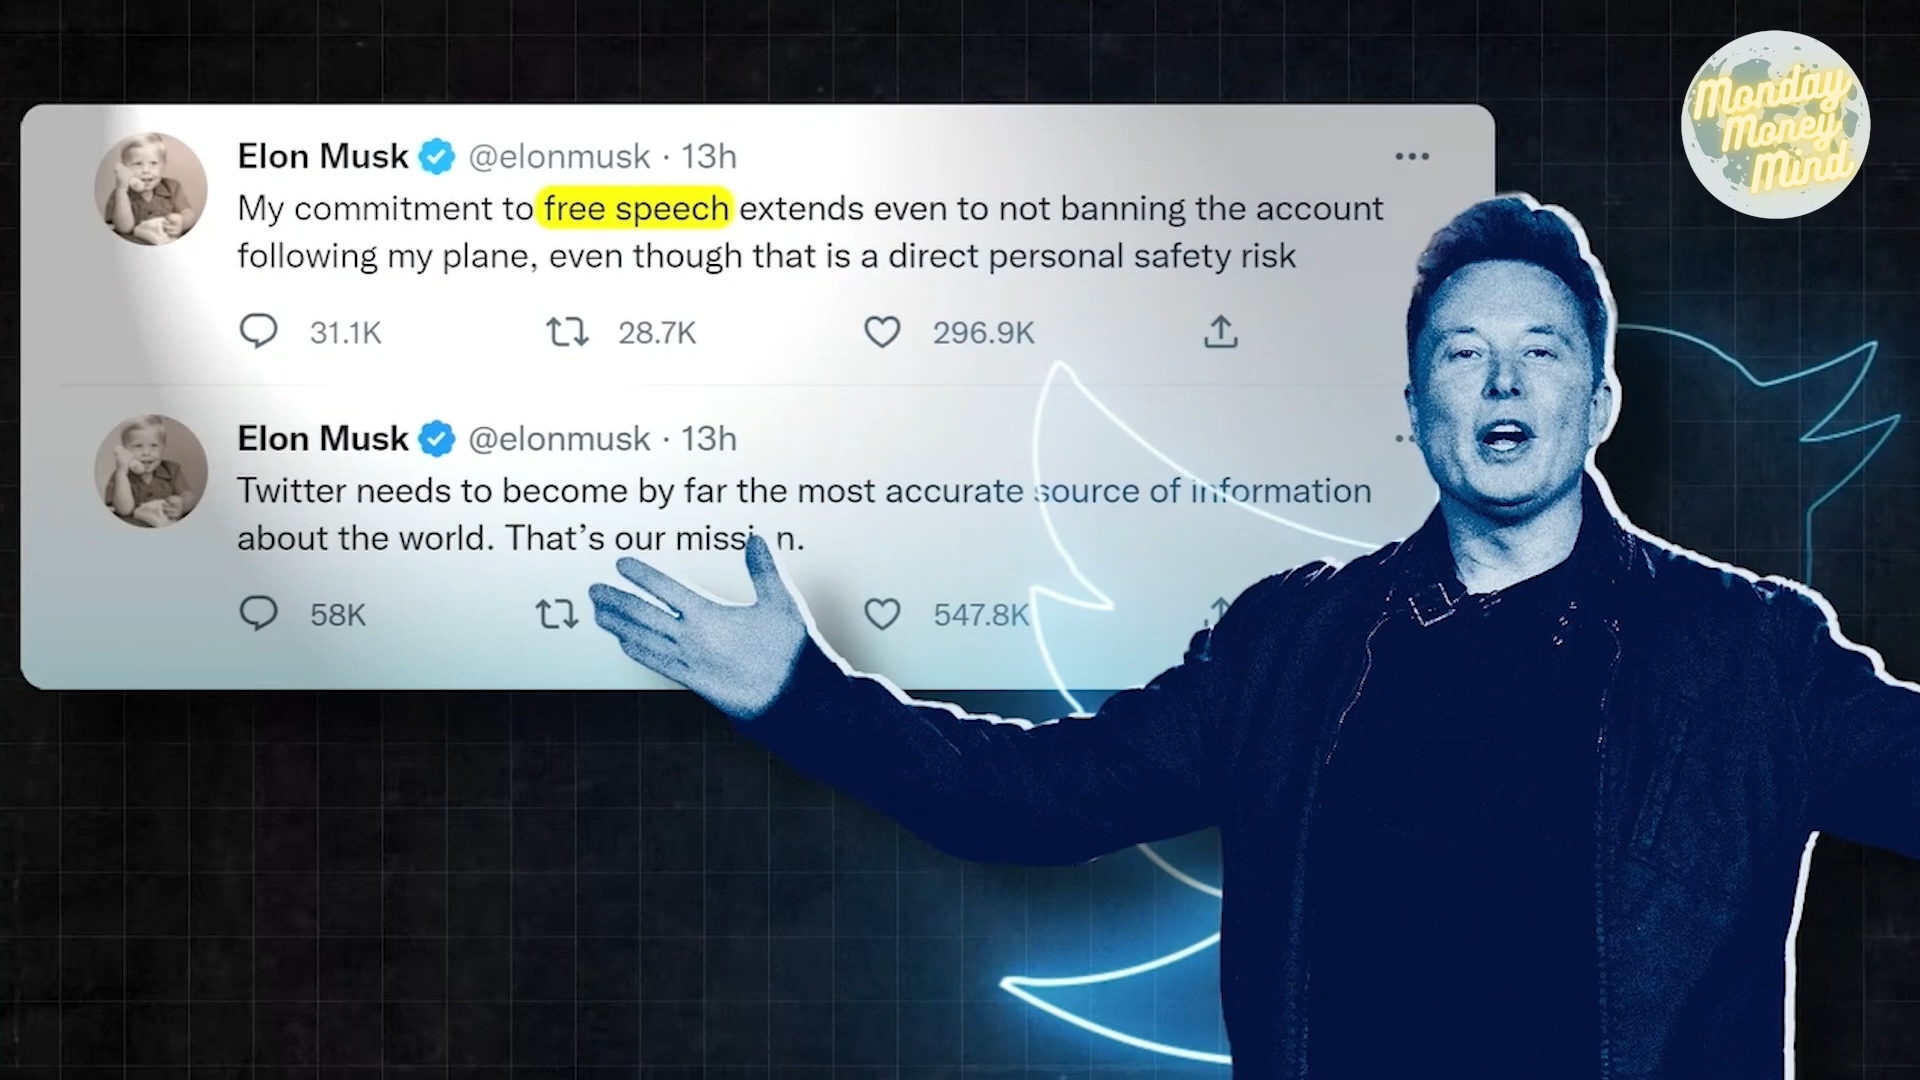 Monday
Money
Mind
Elon Musk @elonmusk · 13h
My commitment to free speech extends even to not banning the account
following my plane, even though that is a direct personal safety risk
31.1K 28.7K 296.9K
Elon Musk @elonmusk · 13h
Twitter needs to become by far the most accurate source of information
about the world. That's our missi n.
58K 547.8K